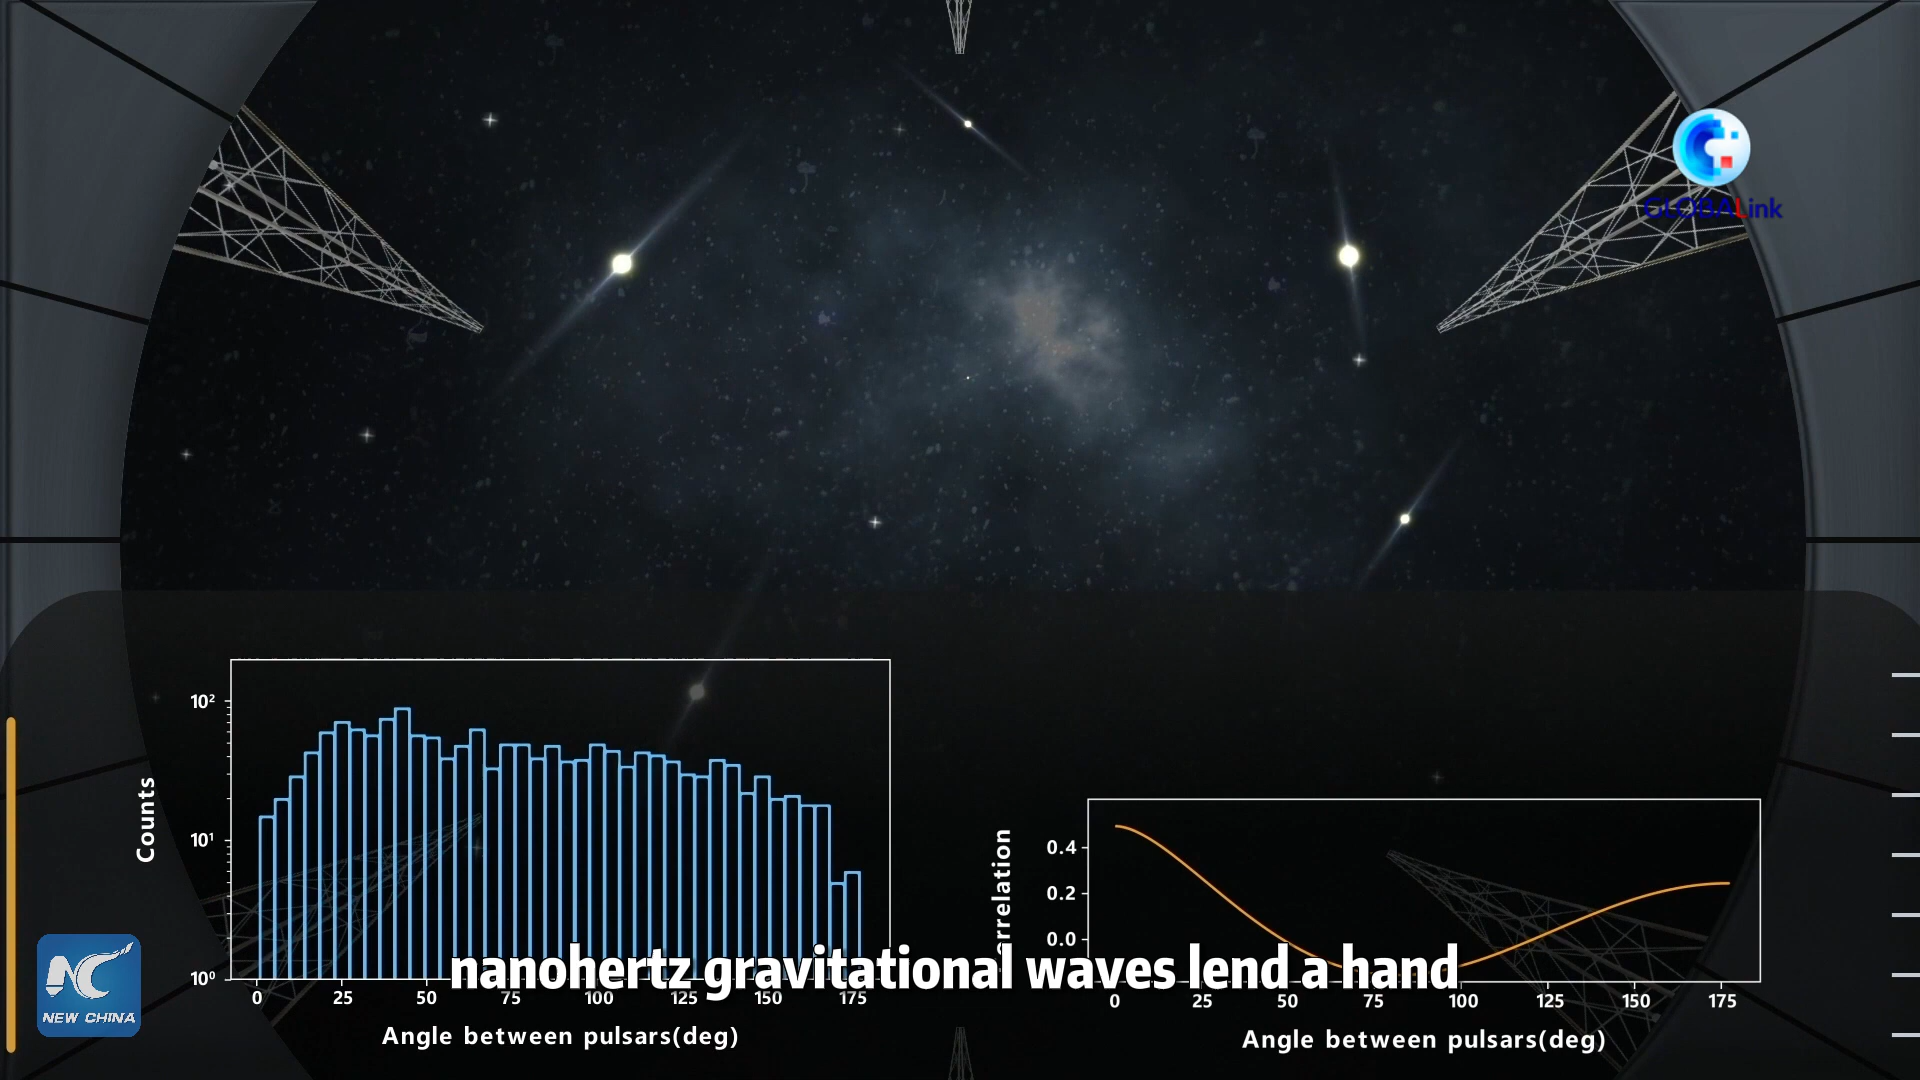 GLOBALink
10²
10¹
10⁰
Counts
0 25 50 75 100 125 150 175
Angle between pulsars(deg)
0.4
0.2
0.0
orrelation
0 25 50 75 100 125 150 175
Angle between pulsars(deg)
nanohertz gravitational waves lend a hand
NC
NEW CHINA